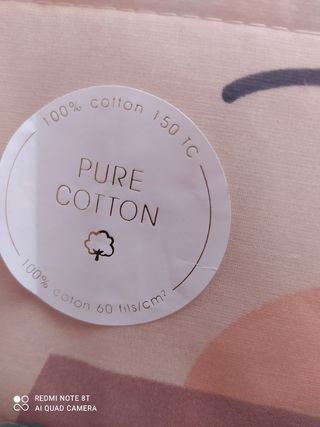 100% cotton 150 TC
PURE
COTTON
100% coton 60 fils/cm²
REDMI NOTE 8T
AI QUAD CAMERA